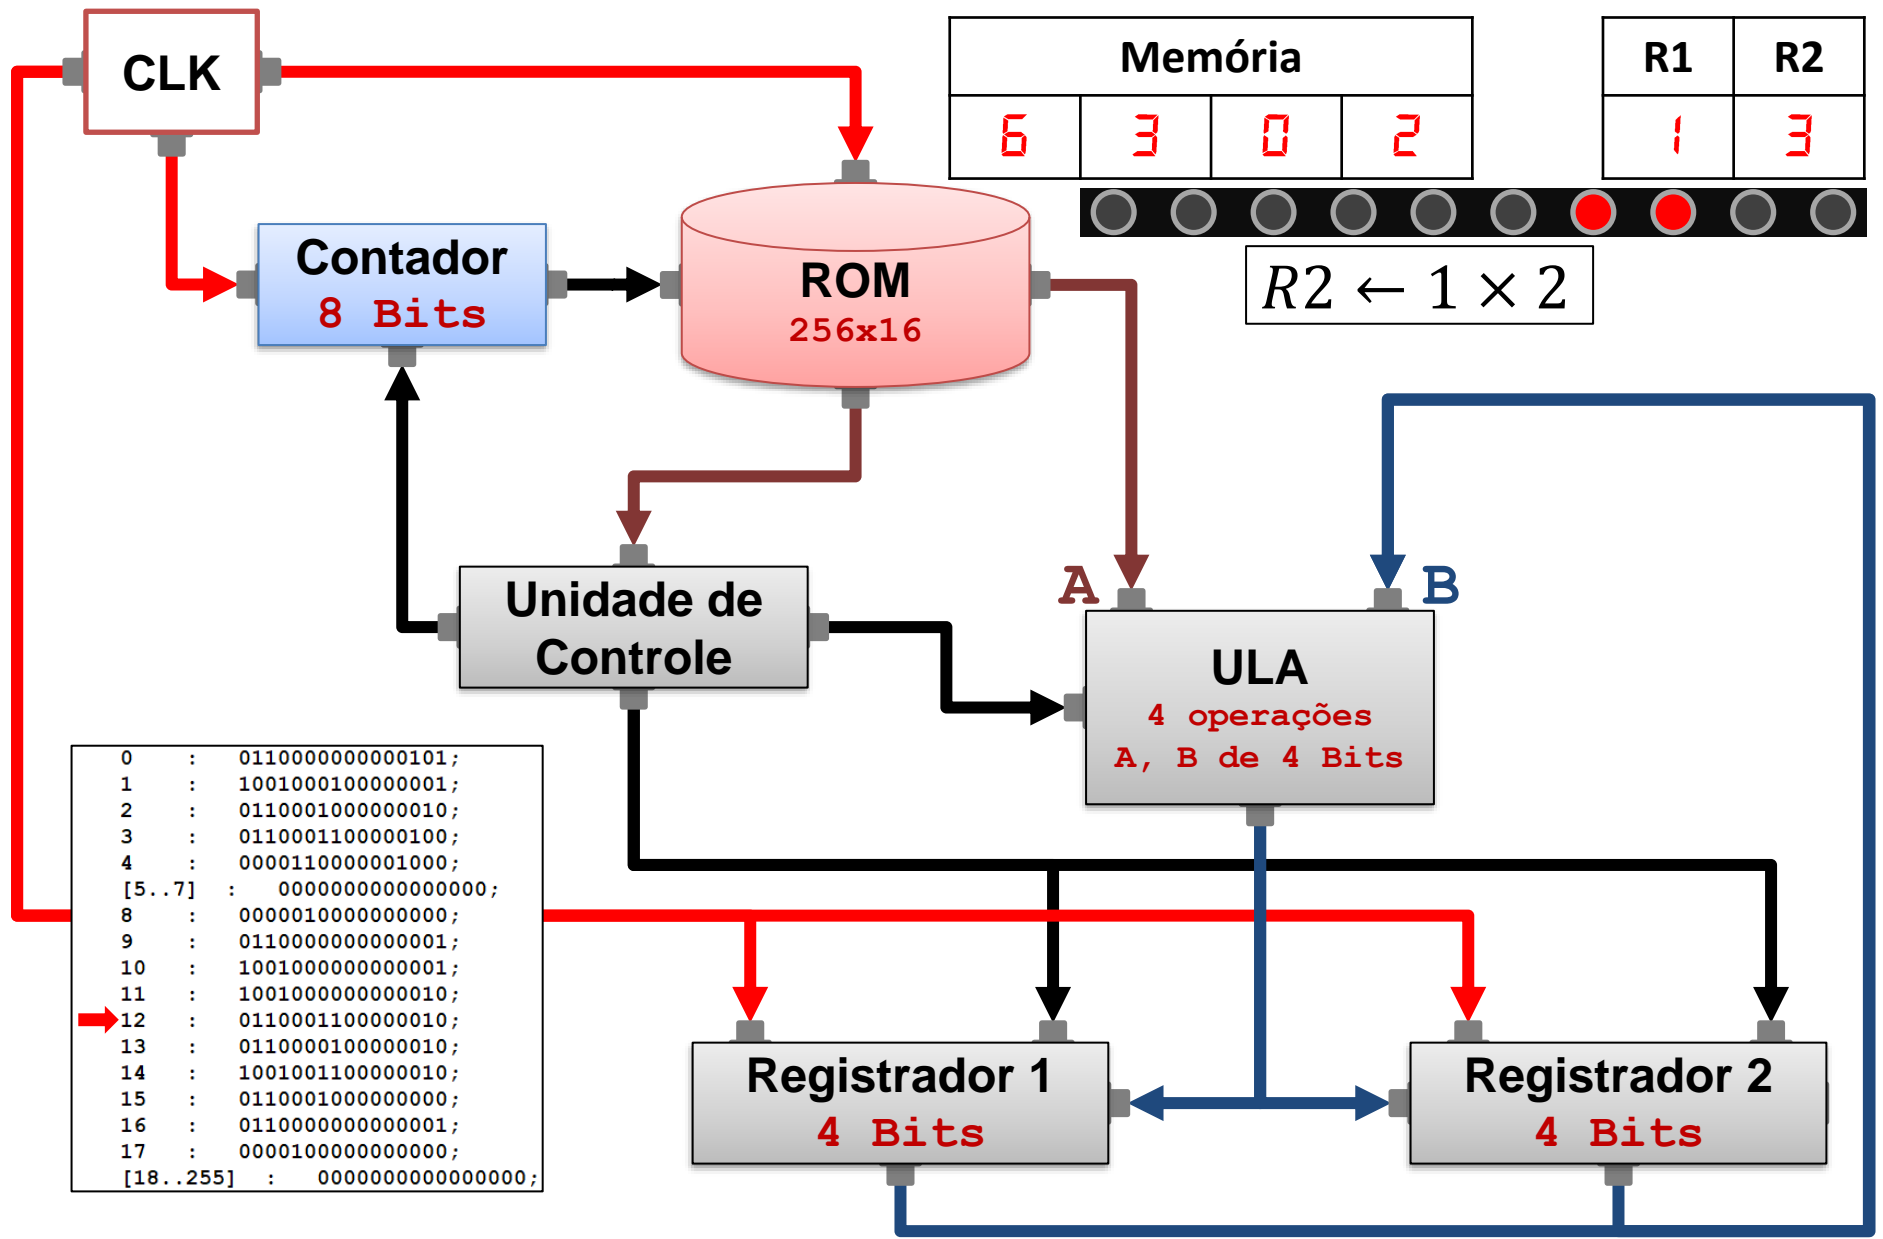 CLK
Memória
R1 R2
6 3 0 2
1 3
R2 ← 1 × 2
Contador
8 Bits
ROM
256x16
A
B
Unidade de
Controle
ULA
4 operações
A, B de 4 Bits
0 : 0110000000000101;
1 : 1001000100000001;
2 : 0110001000000010;
3 : 0110001100000100;
4 : 0000110000001000;
[5..7] : 0000000000000000;
8 : 0000010000000000;
9 : 0110000000000001;
10 : 1001000000000001;
11 : 1001000000000010;
12 : 0110001100000010;
13 : 0110000100000010;
14 : 1001001100000010;
15 : 0110001000000000;
16 : 0110000000000001;
17 : 0000100000000000;
[18..255] : 0000000000000000;
Registrador 1
4 Bits
Registrador 2
4 Bits